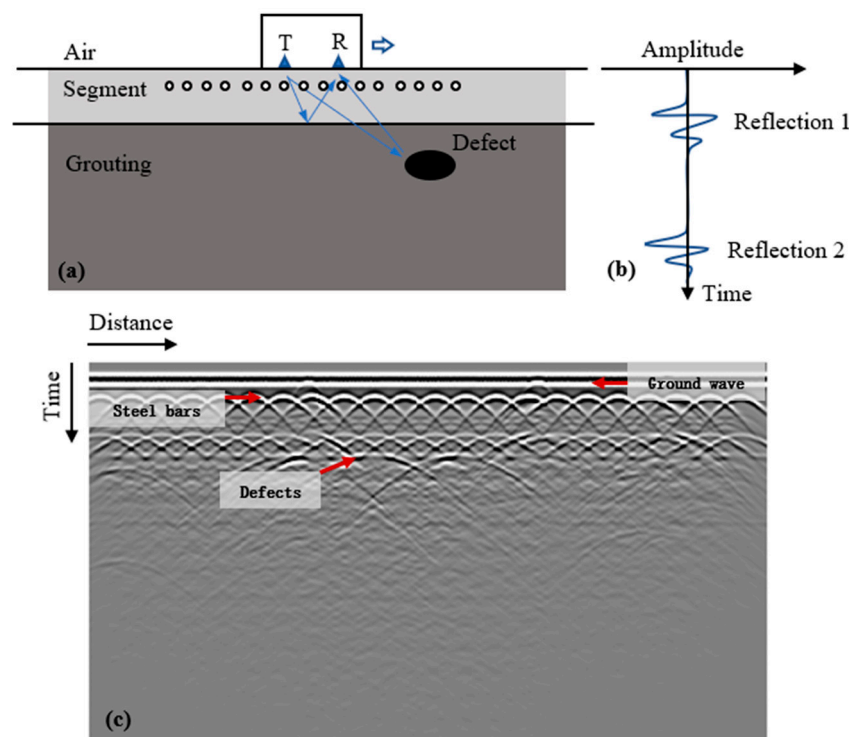 Air
T
R
Segment
Grouting
Defect
(a)
Amplitude
Reflection 1
Reflection 2
(b)
Time
Distance
Time
Ground wave
Steel bars
Defects
(c)